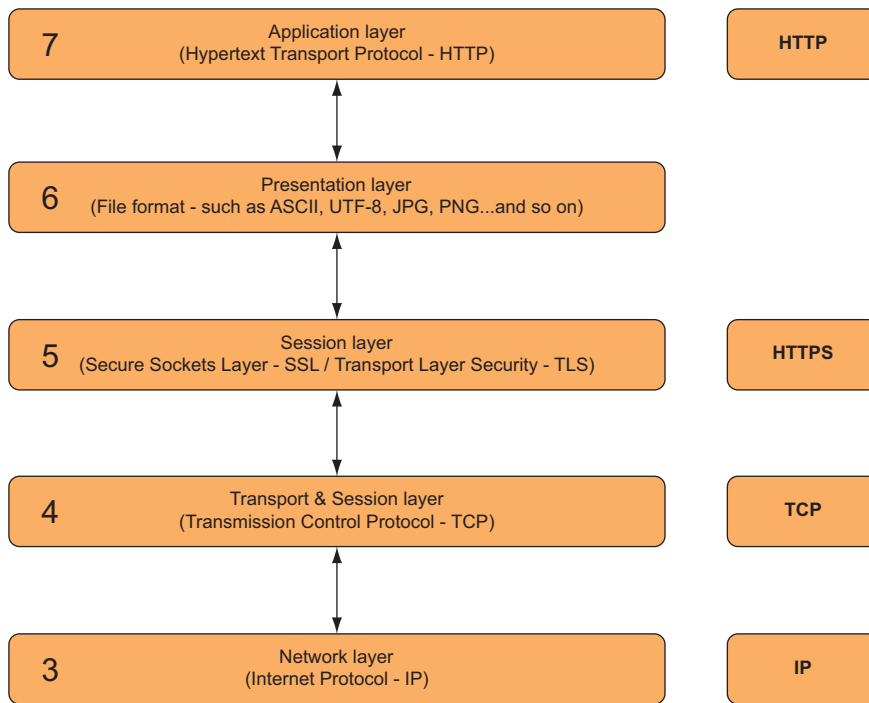 7
Application layer
(Hypertext Transport Protocol - HTTP)
HTTP
6
Presentation layer
(File format - such as ASCII, UTF-8, JPG, PNG...and so on)
5
Session layer
(Secure Sockets Layer - SSL / Transport Layer Security - TLS)
HTTPS
4
Transport & Session layer
(Transmission Control Protocol - TCP)
TCP
3
Network layer
(Internet Protocol - IP)
IP